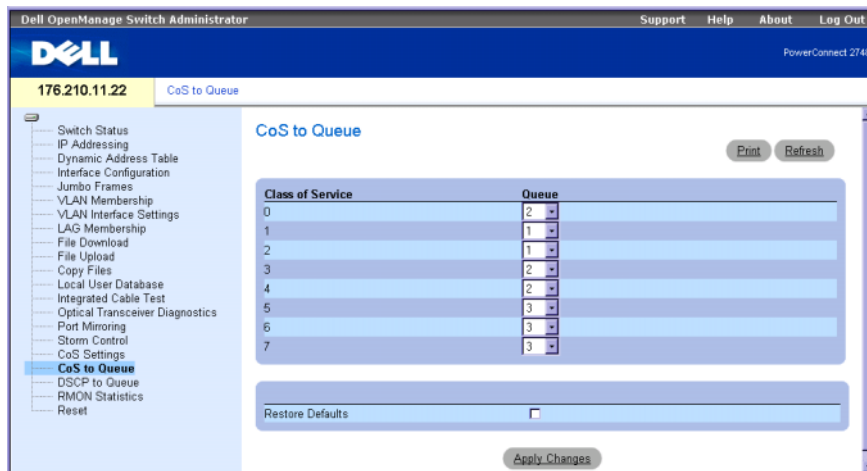 Dell OpenManage Switch Administrator Support Help About Log Out
DELL
PowerConnect 2748
176.210.11.22 CoS to Queue
Switch Status
IP Addressing
Dynamic Address Table
Interface Configuration
Jumbo Frames
VLAN Membership
VLAN Interface Settings
LAG Membership
File Download
File Upload
Copy Files
Local User Database
Integrated Cable Test
Optical Transceiver Diagnostics
Port Mirroring
Storm Control
CoS Settings
CoS to Queue
DSCP to Queue
RMON Statistics
Reset
CoS to Queue
Print Refresh
Class of Service Queue
0 2
1 1
2 1
3 2
4 2
5 3
6 3
7 3
Restore Defaults
Apply Changes